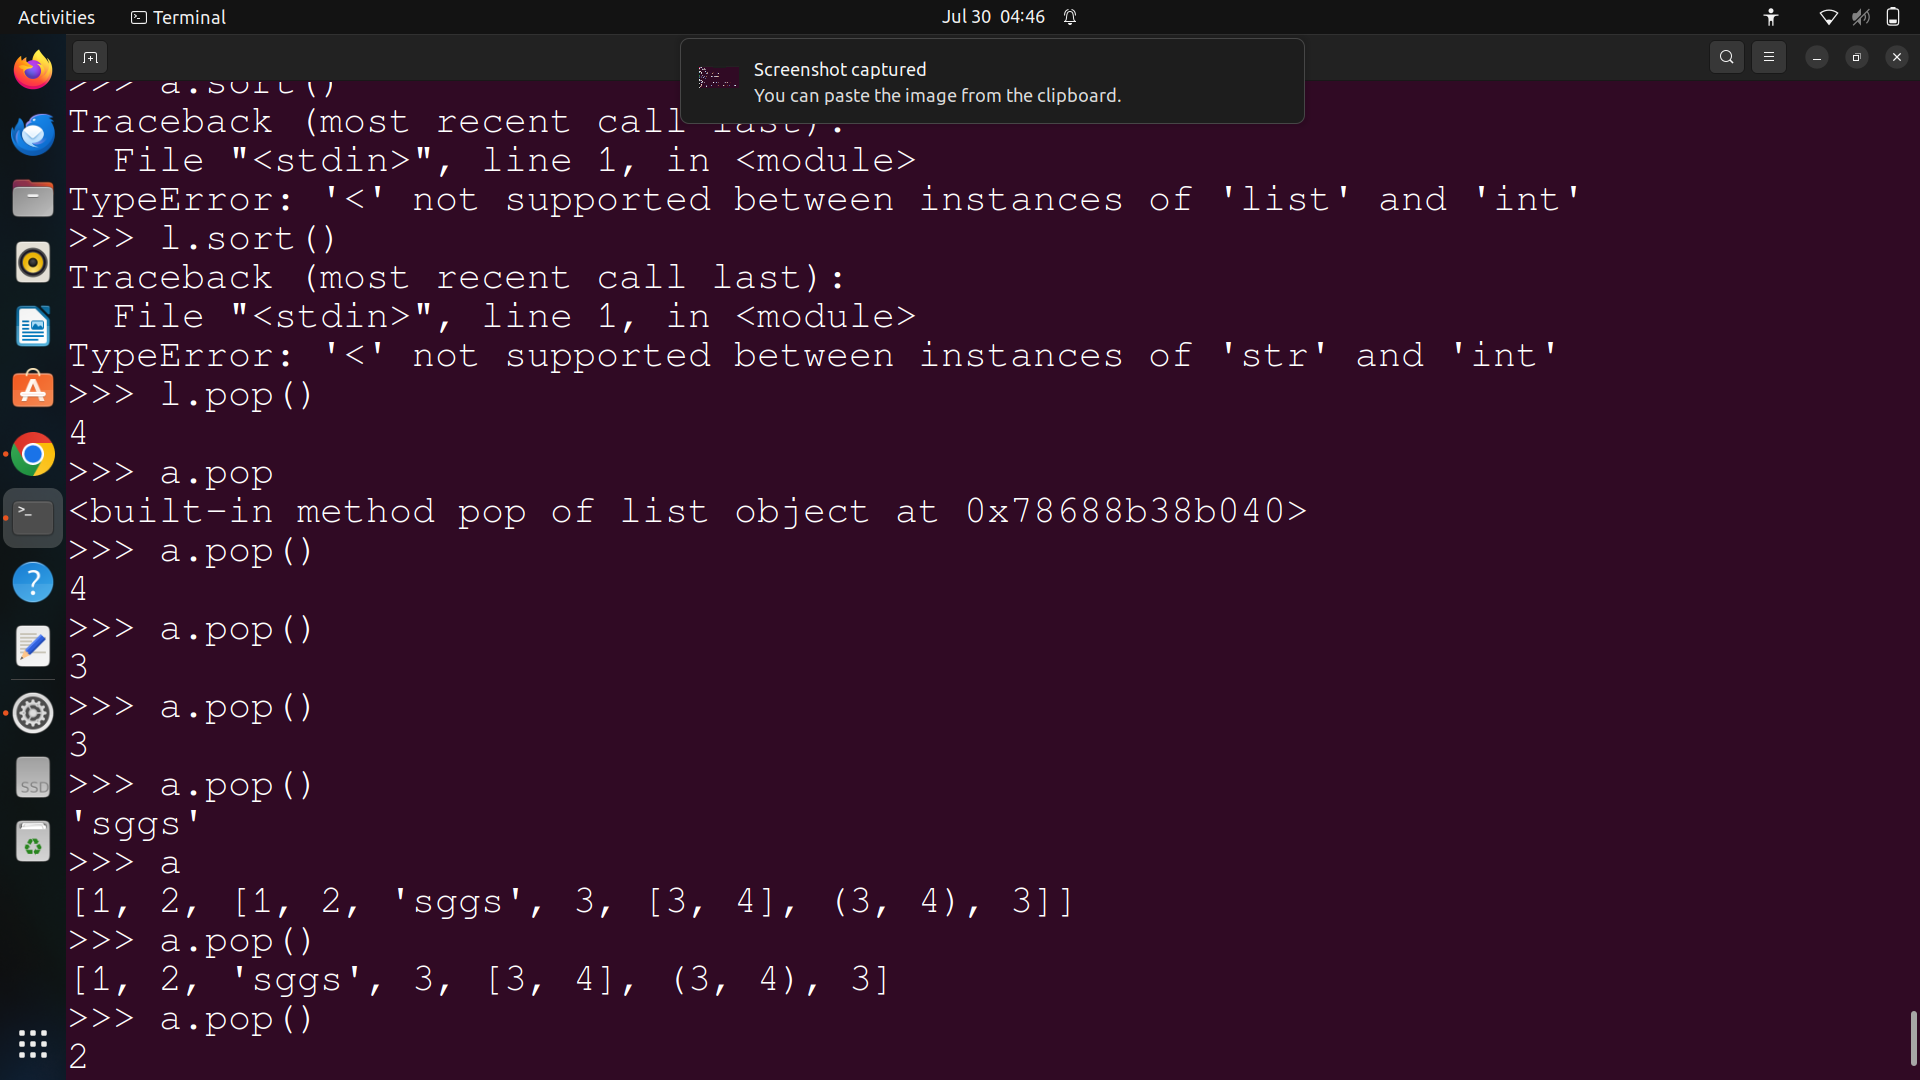 Activities
Terminal
Jul 30 04:46
Screenshot captured
You can paste the image from the clipboard.
>>> a.sort()
Traceback (most recent call last):
  File "<stdin>", line 1, in <module>
TypeError: '<' not supported between instances of 'list' and 'int'
>>> l.sort()
Traceback (most recent call last):
  File "<stdin>", line 1, in <module>
TypeError: '<' not supported between instances of 'str' and 'int'
>>> l.pop()
4
>>> a.pop
<built-in method pop of list object at 0x78688b38b040>
>>> a.pop()
4
>>> a.pop()
3
>>> a.pop()
3
>>> a.pop()
'sggs'
>>> a
[1, 2, [1, 2, 'sggs', 3, [3, 4], (3, 4), 3]]
>>> a.pop()
[1, 2, 'sggs', 3, [3, 4], (3, 4), 3]
>>> a.pop()
2
SSD